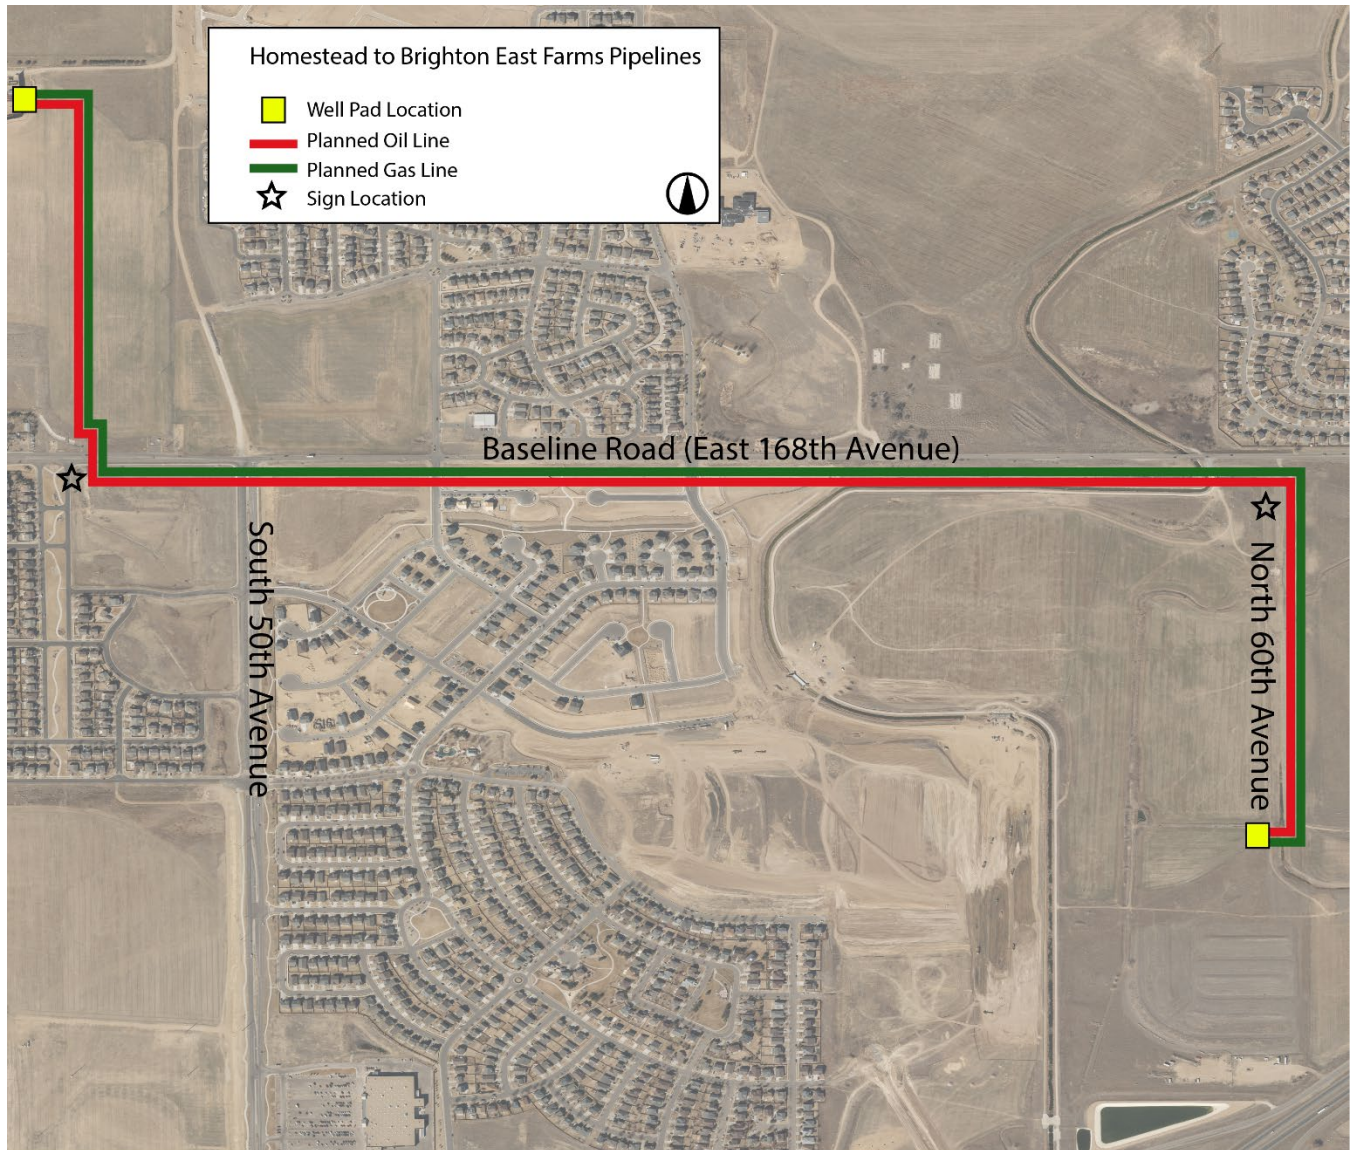 Homestead to Brighton East Farms Pipelines
Well Pad Location
Planned Oil Line
Planned Gas Line
Sign Location
Baseline Road (East 168th Avenue)
South 50th Avenue
North 60th Avenue